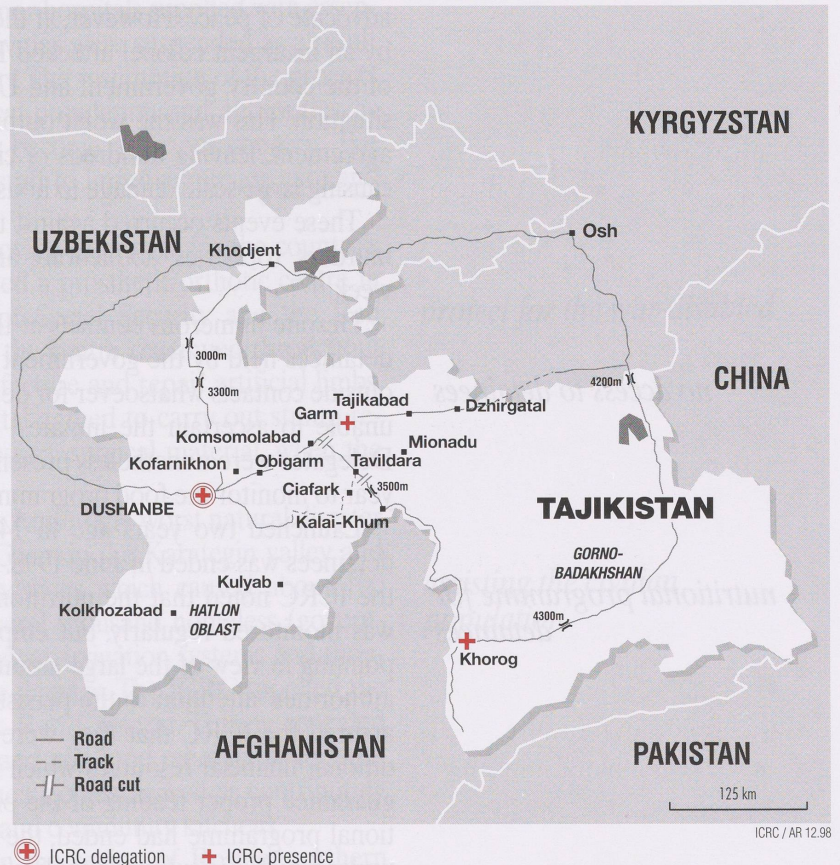 KYRGYZSTAN
UZBEKISTAN
Osh
Khodjent
3000m
3500m
4200m
CHINA
Tajikabad
Garm
Dzhirgatal
Komsomolabad
Mionadu
Kofarnikhon
Obigarm
Tavildara
Ciafark
3500m
DUSHANBE
Kalai-Khum
TAJIKISTAN
GORNO-
BADAKHSHAN
Kulyab
4300m
Kolkhozabad
HATLON
OBLAST
Khorog
Road
Track
Road cut
AFGHANISTAN
PAKISTAN
125 km
ICRC / AR 12.98
ICRC delegation
ICRC presence